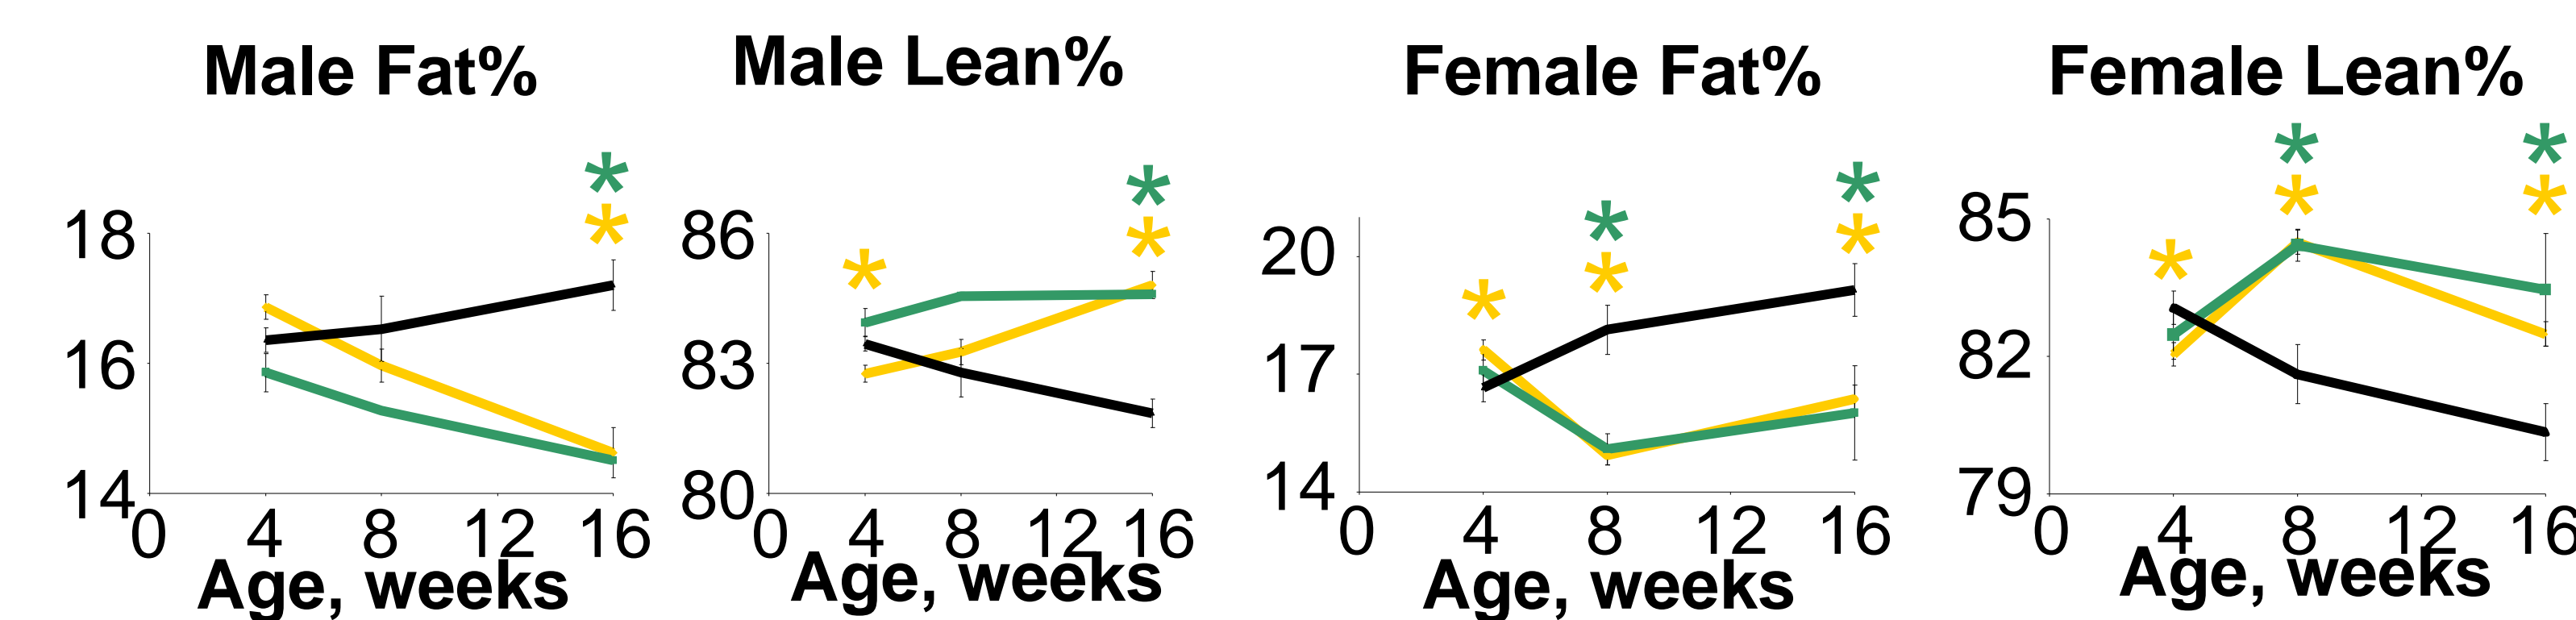 Male Fat%
*
*
18
16
14
0 4 8 12 16
Age, weeks
Male Lean%
*
*
*
86
83
80
0 4 8 12 16
Age, weeks
Female Fat%
*
*
*
*
*
20
17
14
0 4 8 12 16
Age, weeks
Female Lean%
*
*
*
*
*
85
82
79
0 4 8 12 16
Age, weeks